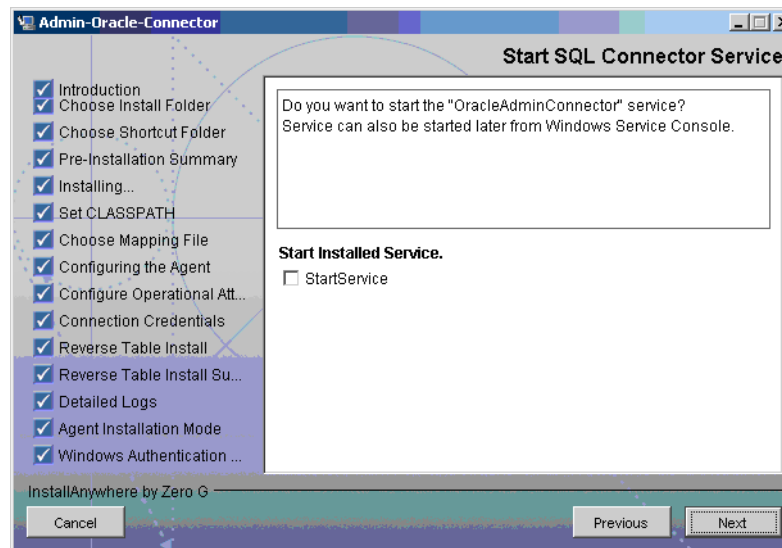 Admin-Oracle-Connector
Start SQL Connector Service
Introduction
Choose Install Folder
Choose Shortcut Folder
Pre-Installation Summary
Installing...
Set CLASSPATH
Choose Mapping File
Configuring the Agent
Configure Operational Att...
Connection Credentials
Reverse Table Install
Reverse Table Install Su...
Detailed Logs
Agent Installation Mode
Windows Authentication ...
Do you want to start the "OracleAdminConnector" service?
Service can also be started later from Windows Service Console.
Start Installed Service.
StartService
InstallAnywhere by Zero G
Cancel
Previous
Next